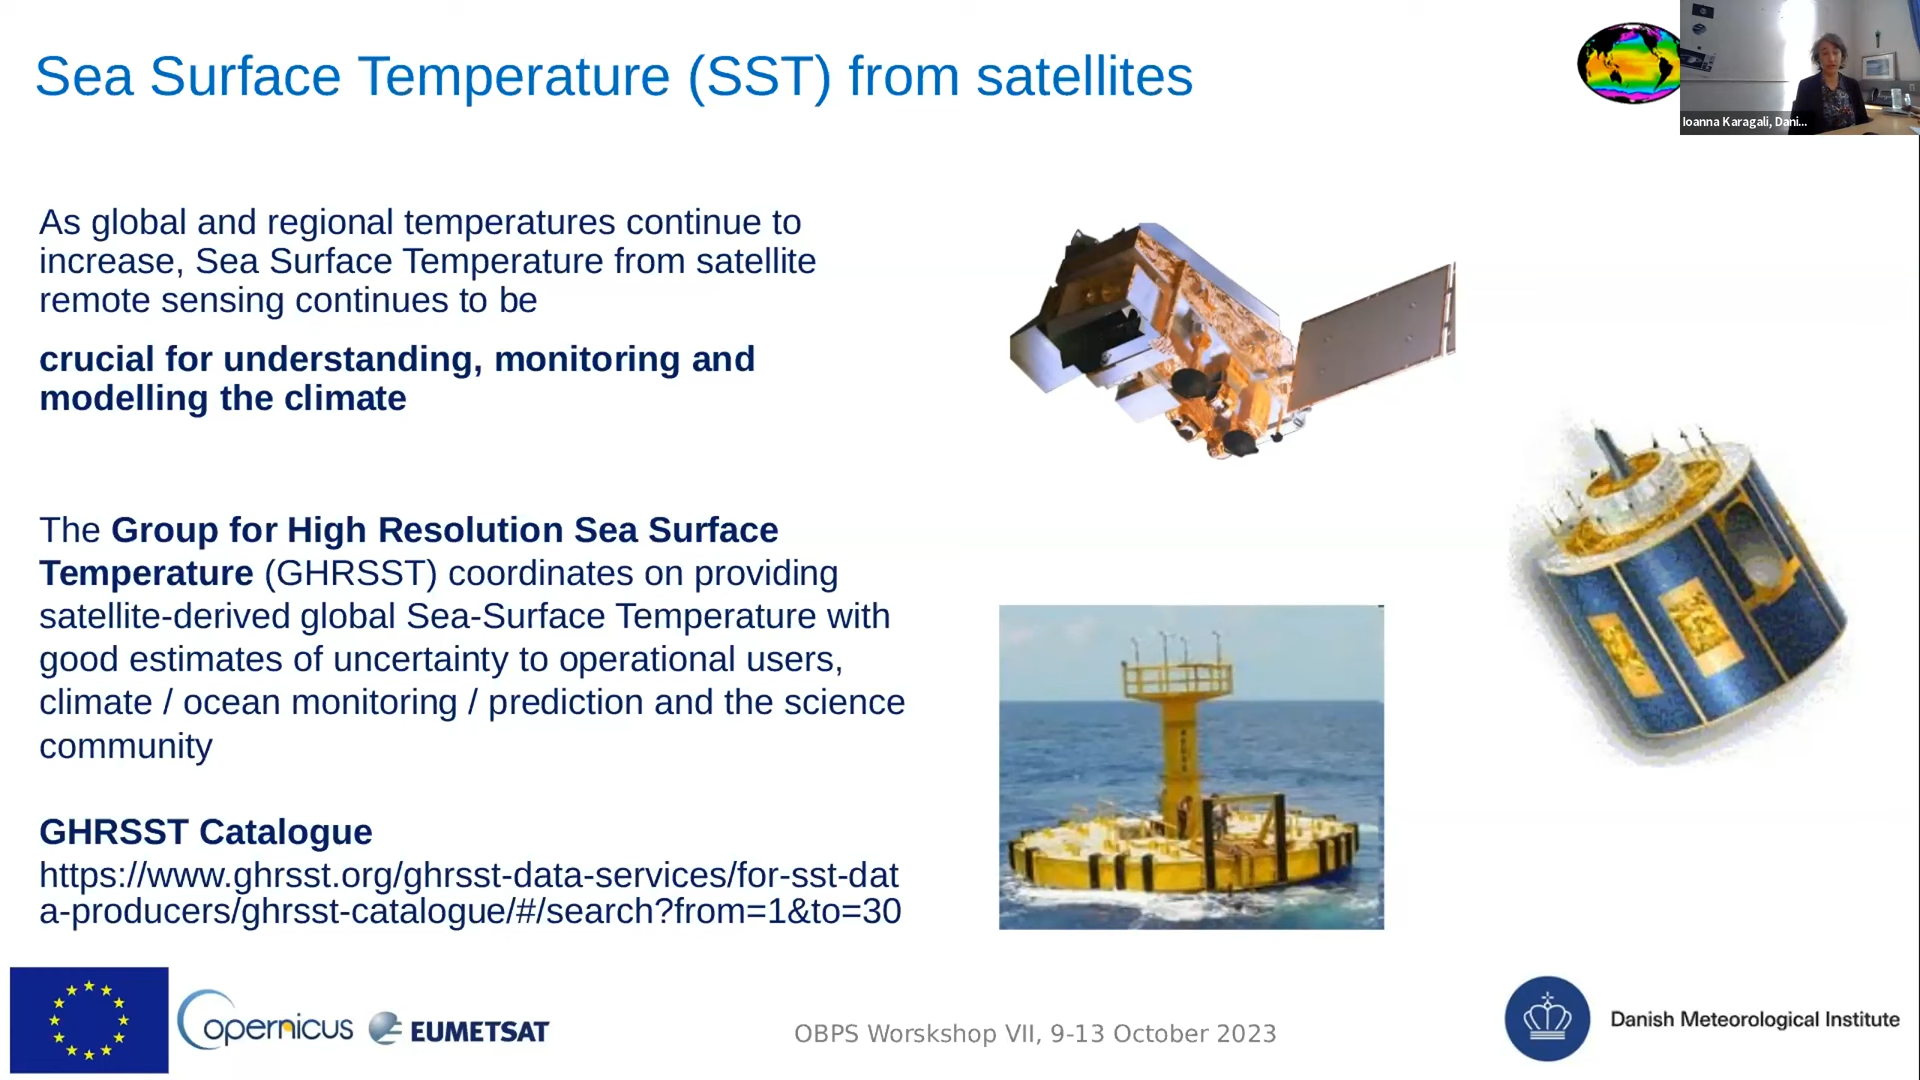 Sea Surface Temperature (SST) from satellites
Ioanna Karagali, Dani...
As global and regional temperatures continue to
increase, Sea Surface Temperature from satellite
remote sensing continues to be
crucial for understanding, monitoring and
modelling the climate
The Group for High Resolution Sea Surface
Temperature (GHRSST) coordinates on providing
satellite-derived global Sea-Surface Temperature with
good estimates of uncertainty to operational users,
climate / ocean monitoring / prediction and the science
community
GHRSST Catalogue
https://www.ghrsst.org/ghrsst-data-services/for-sst-dat
a-producers/ghrsst-catalogue/#/search?from=1&to=30
opernicus
EUMETSAT
OBPS Worskshop VII, 9-13 October 2023
Danish Meteorological Institute